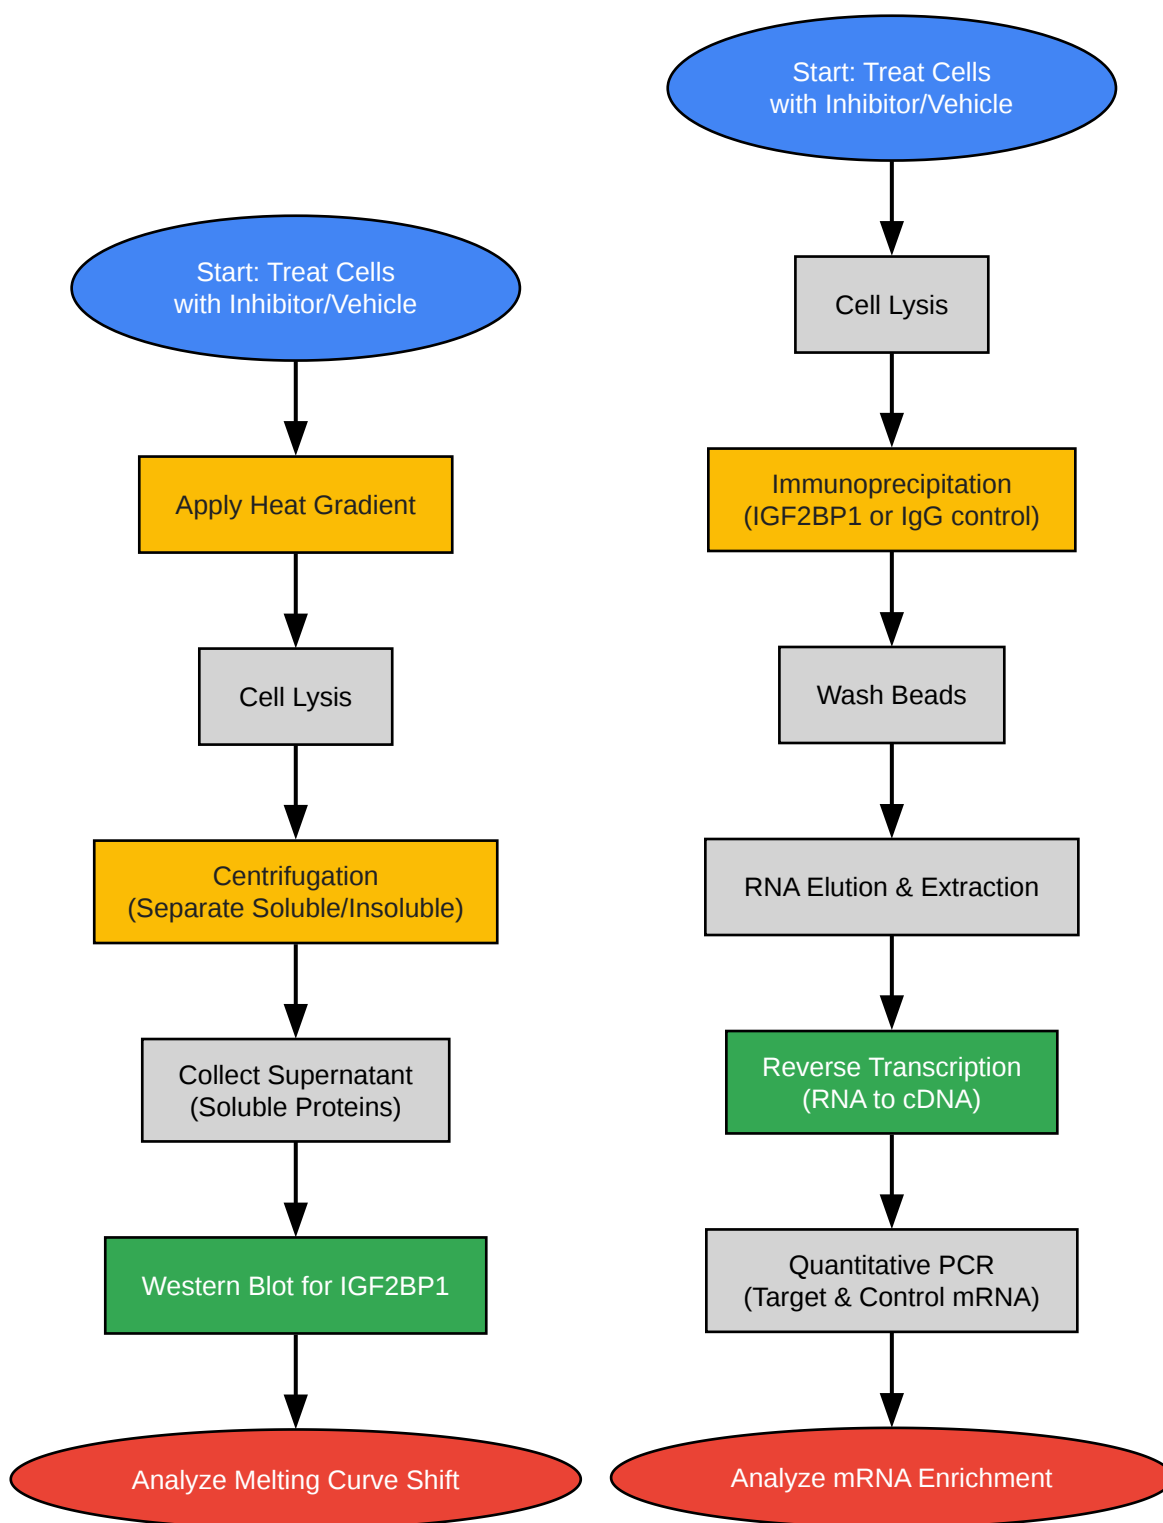 Start: Treat Cells
with Inhibitor/Vehicle
Apply Heat Gradient
Cell Lysis
Centrifugation
(Separate Soluble/Insoluble)
Collect Supernatant
(Soluble Proteins)
Western Blot for IGF2BP1
Analyze Melting Curve Shift
Start: Treat Cells
with Inhibitor/Vehicle
Cell Lysis
Immunoprecipitation
(IGF2BP1 or IgG control)
Wash Beads
RNA Elution & Extraction
Reverse Transcription
(RNA to cDNA)
Quantitative PCR
(Target & Control mRNA)
Analyze mRNA Enrichment